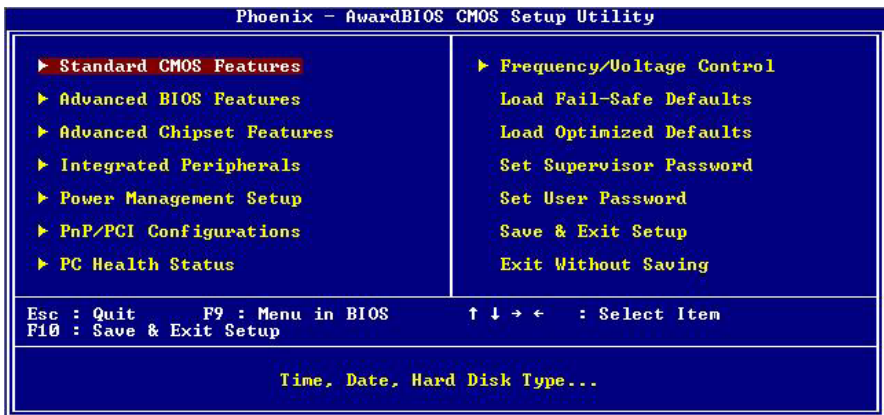 Phoenix - AwardBIOS CMOS Setup Utility
▶ Standard CMOS Features
▶ Advanced BIOS Features
▶ Advanced Chipset Features
▶ Integrated Peripherals
▶ Power Management Setup
▶ PnP/PCI Configurations
▶ PC Health Status
▶ Frequency/Voltage Control
Load Fail-Safe Defaults
Load Optimized Defaults
Set Supervisor Password
Set User Password
Save & Exit Setup
Exit Without Saving
Esc : Quit F9 : Menu in BIOS ↑ ↓ → ← : Select Item
F10 : Save & Exit Setup
Time, Date, Hard Disk Type...